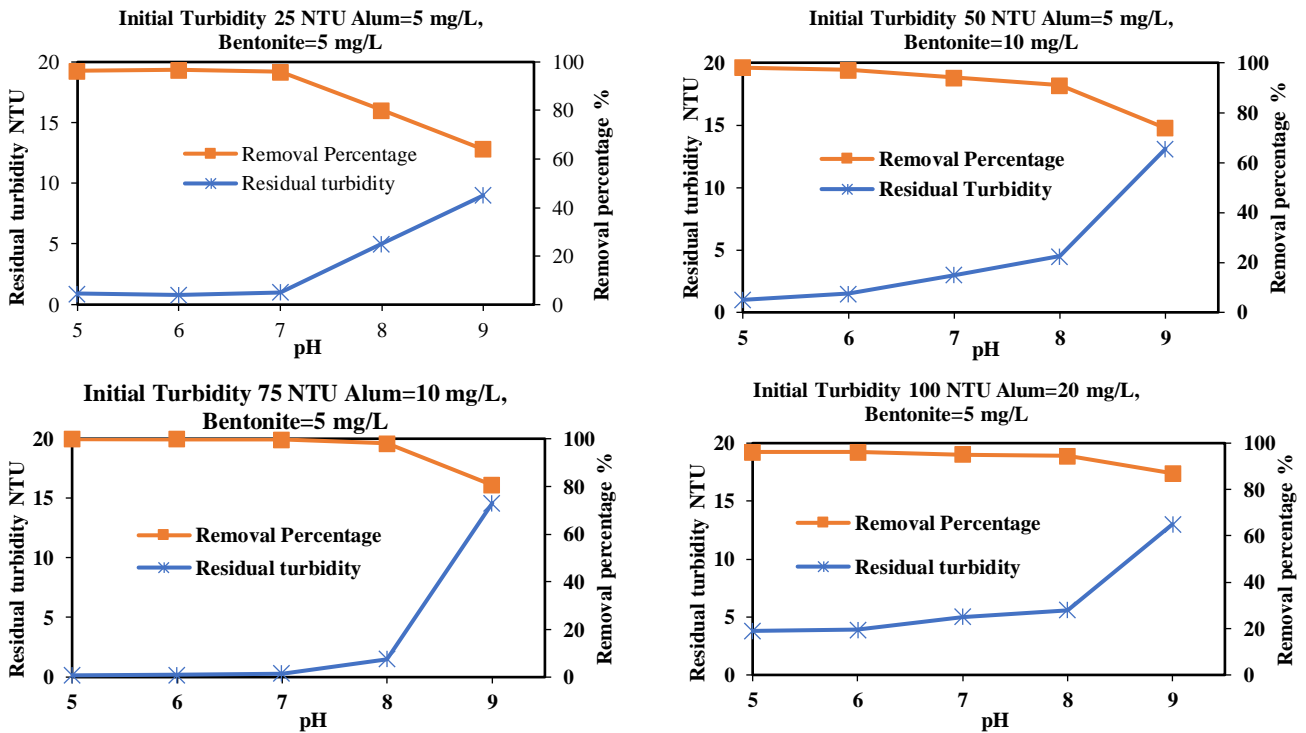 Initial Turbidity 25 NTU Alum=5 mg/L,
Bentonite=5 mg/L
Residual turbidity NTU
20
15
10
5
0
Removal Percentage
Residual turbidity
100
80
60
40
20
0
Removal percentage %
5 6 7 8 9
pH
Initial Turbidity 50 NTU Alum=5 mg/L,
Bentonite=10 mg/L
Residual turbidity NTU
20
15
10
5
0
Removal Percentage
Residual Turbidity
100
80
60
40
20
0
Removal percentage %
5 6 7 8 9
pH
Initial Turbidity 75 NTU Alum=10 mg/L,
Bentonite=5 mg/L
Residual turbidity NTU
20
15
10
5
0
Removal Percentage
Residual turbidity
100
80
60
40
20
0
Removal percentage %
5 6 7 8 9
pH
Initial Turbidity 100 NTU Alum=20 mg/L,
Bentonite=5 mg/L
Residual turbidity NTU
20
15
10
5
0
Removal Percentage
Residual turbidity
100
80
60
40
20
0
Removal percentage %
5 6 7 8 9
pH